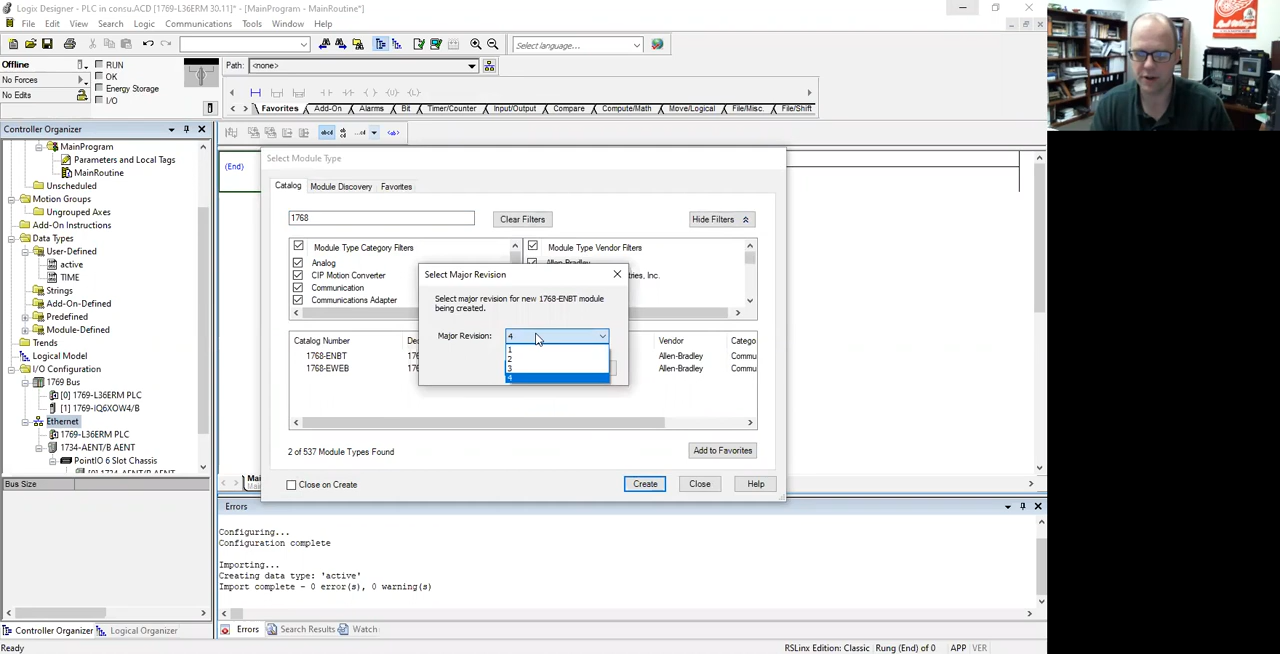 Logix Designer - PLC in consu.ACD [1769-L36ERM 30.11]* - [MainProgram - MainRoutine*]
File Edit View Search Logic Communications Tools Window Help
Select language...
Offline
RUN
Path: <none>
No Forces
OK
No Edits
Energy Storage
I/O
Favorites Add-On Alarms Bit Timer/Counter Input/Output Compare Compute/Math Move/Logical File/Misc. File/Shift
Controller Organizer
MainProgram
Parameters and Local Tags
MainRoutine
Unscheduled
Motion Groups
Ungrouped Axes
Add-On Instructions
Data Types
User-Defined
active
TIME
Strings
Add-On-Defined
Predefined
Module-Defined
Trends
Logical Model
I/O Configuration
1769 Bus
[0] 1769-L36ERM PLC
[1] 1769-IQ6XOW4/B
Ethernet
1769-L36ERM PLC
1734-AENT/B AENT
PointIO 6 Slot Chassis
Bus Size
Controller Organizer Logical Organizer
Ready
(End)
Select Module Type
Catalog Module Discovery Favorites
1768
Clear Filters
Hide Filters
Module Type Category Filters
Analog
CIP Motion Converter
Communication
Communications Adapter
Module Type Vendor Filters
Catalog Number
Vendor
Catego
1768-ENBT
Allen-Bradley
Commu
1768-EWEB
Allen-Bradley
Commu
2 of 537 Module Types Found
Add to Favorites
Close on Create
Create Close Help
Select Major Revision
Select major revision for new 1768-ENBT module
being created.
Major Revision: 4
1
2
3
4
Errors
Configuring...
Configuration complete
Importing...
Creating data type: 'active'
Import complete - 0 error(s), 0 warning(s)
Errors Search Results Watch
RSLinx Edition: Classic Rung (End) of 0 APP VER